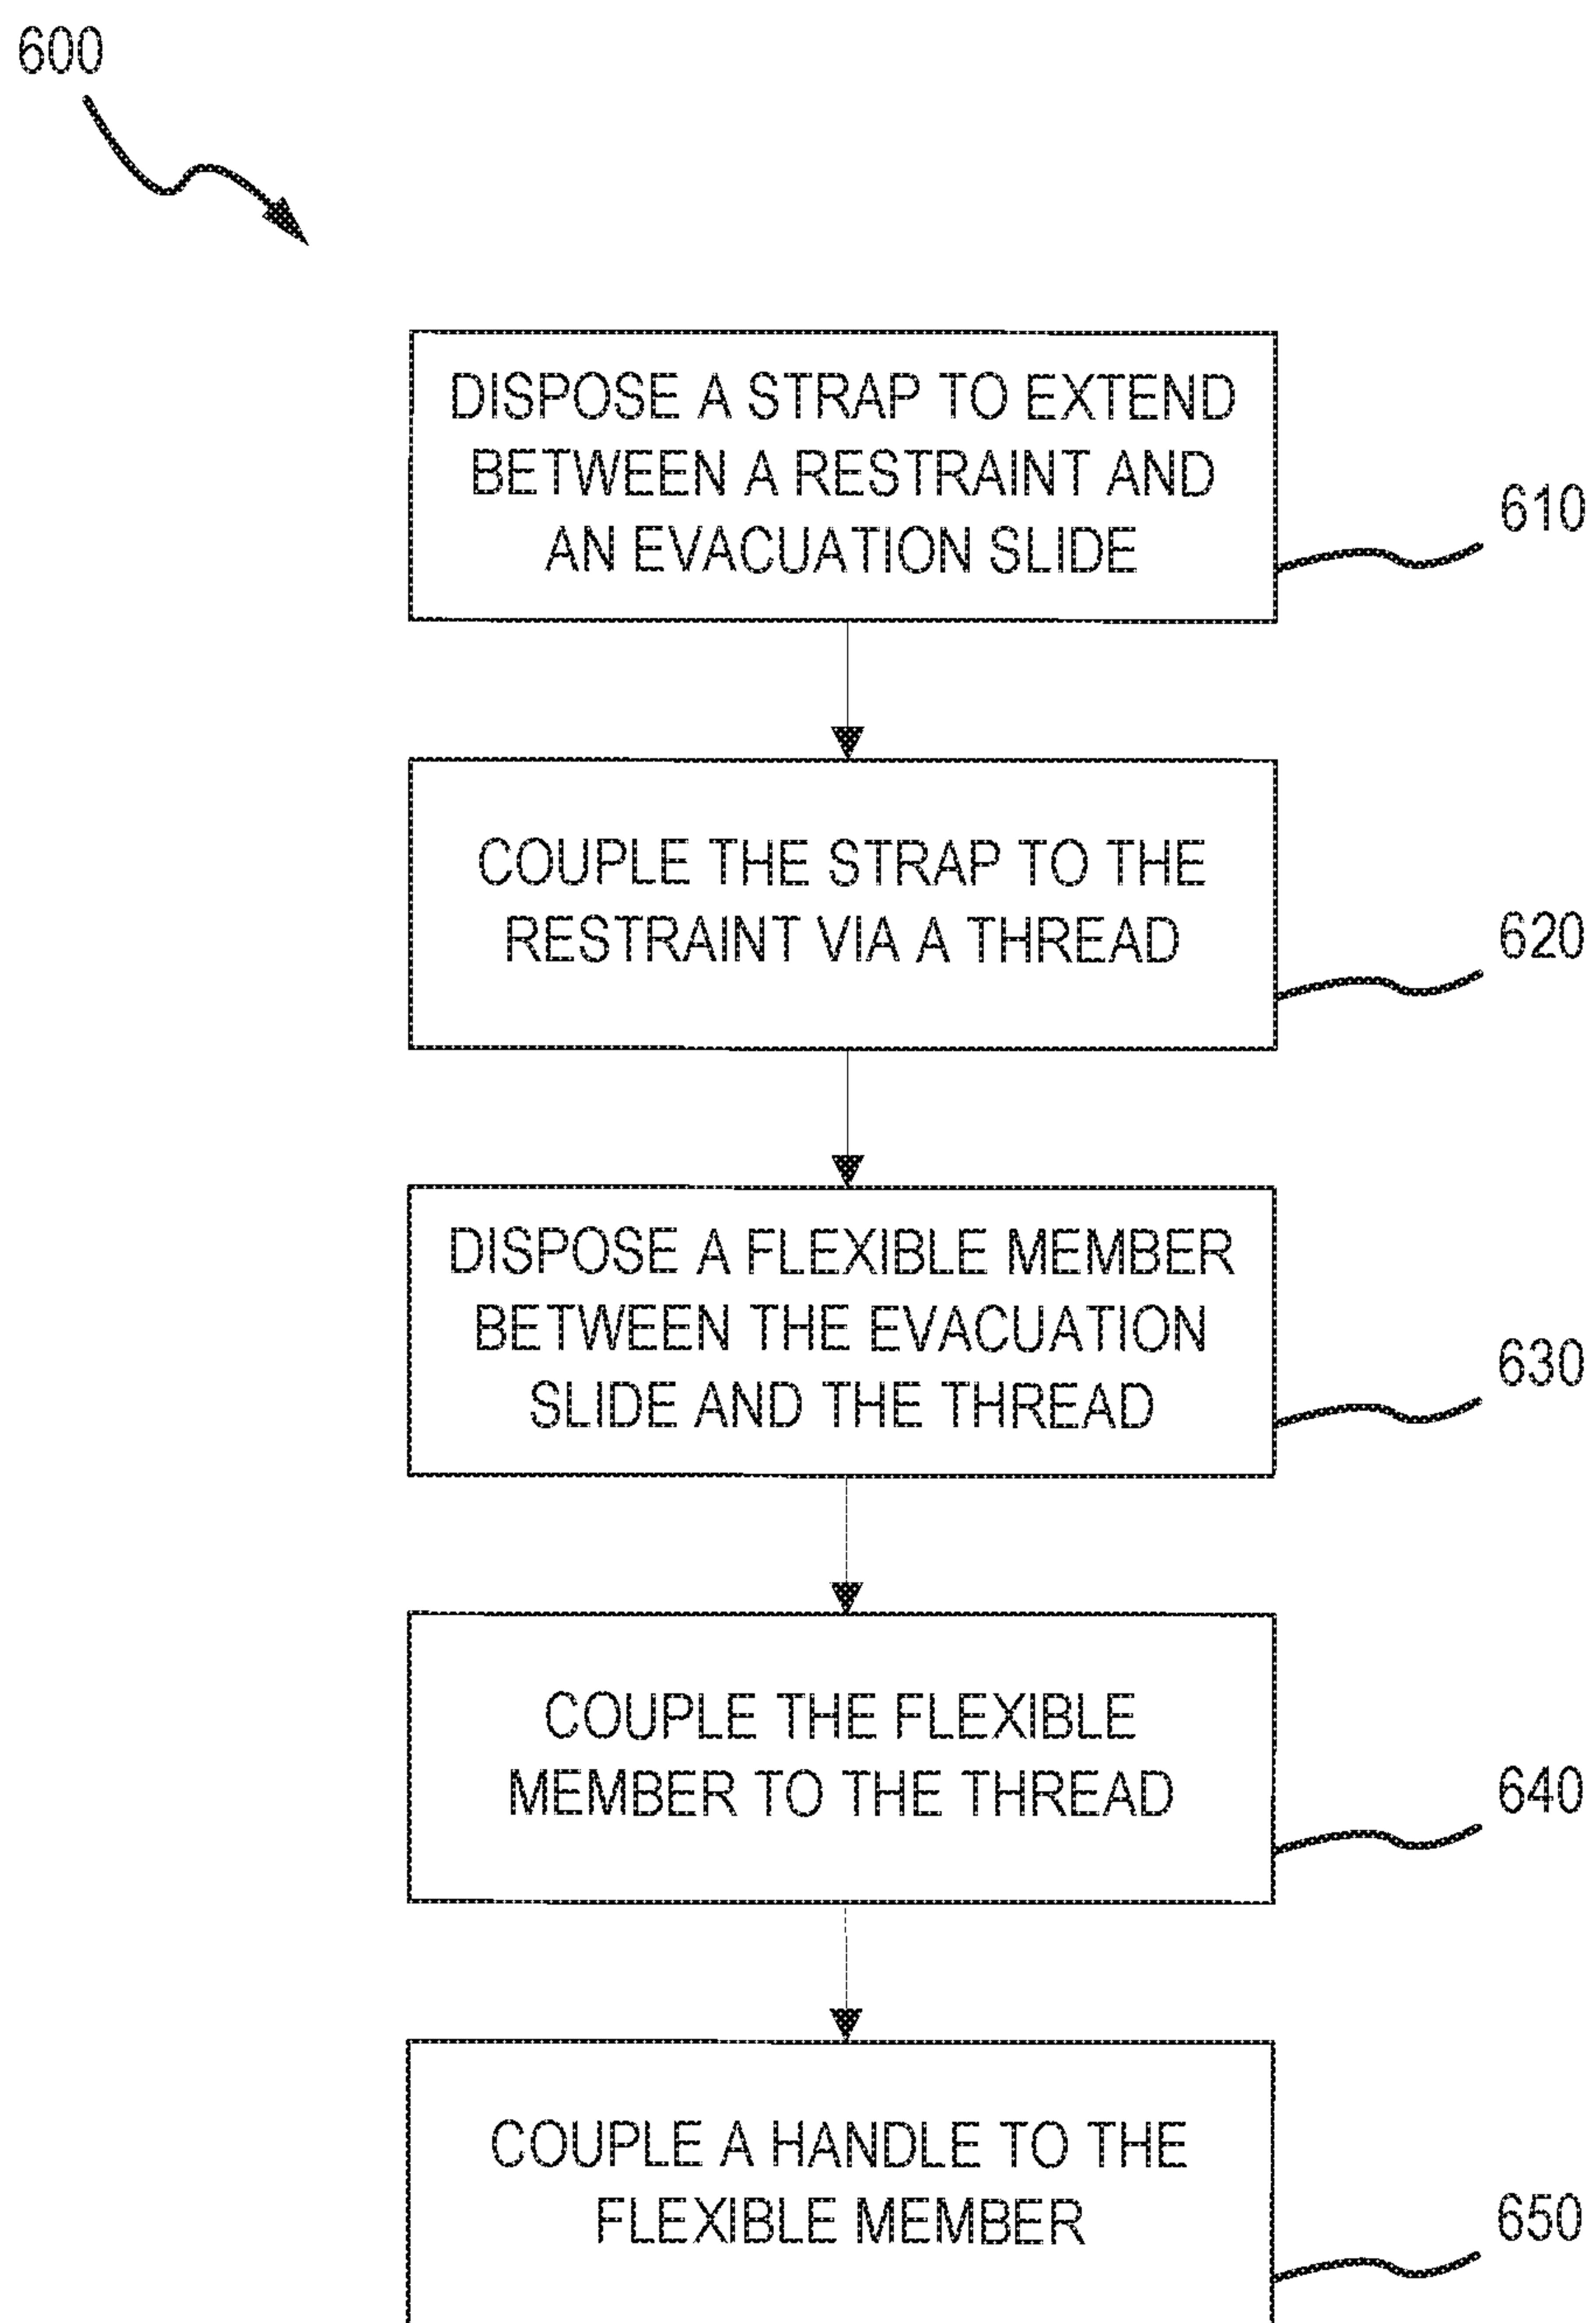 600
DISPOSE A STRAP TO EXTEND
BETWEEN A RESTRAINT AND
AN EVACUATION SLIDE
610
COUPLE THE STRAP TO THE
RESTRAINT VIA A THREAD
620
DISPOSE A FLEXIBLE MEMBER
BETWEEN THE EVACUATION
SLIDE AND THE THREAD
630
COUPLE THE FLEXIBLE
MEMBER TO THE THREAD
640
COUPLE A HANDLE TO THE
FLEXIBLE MEMBER
650